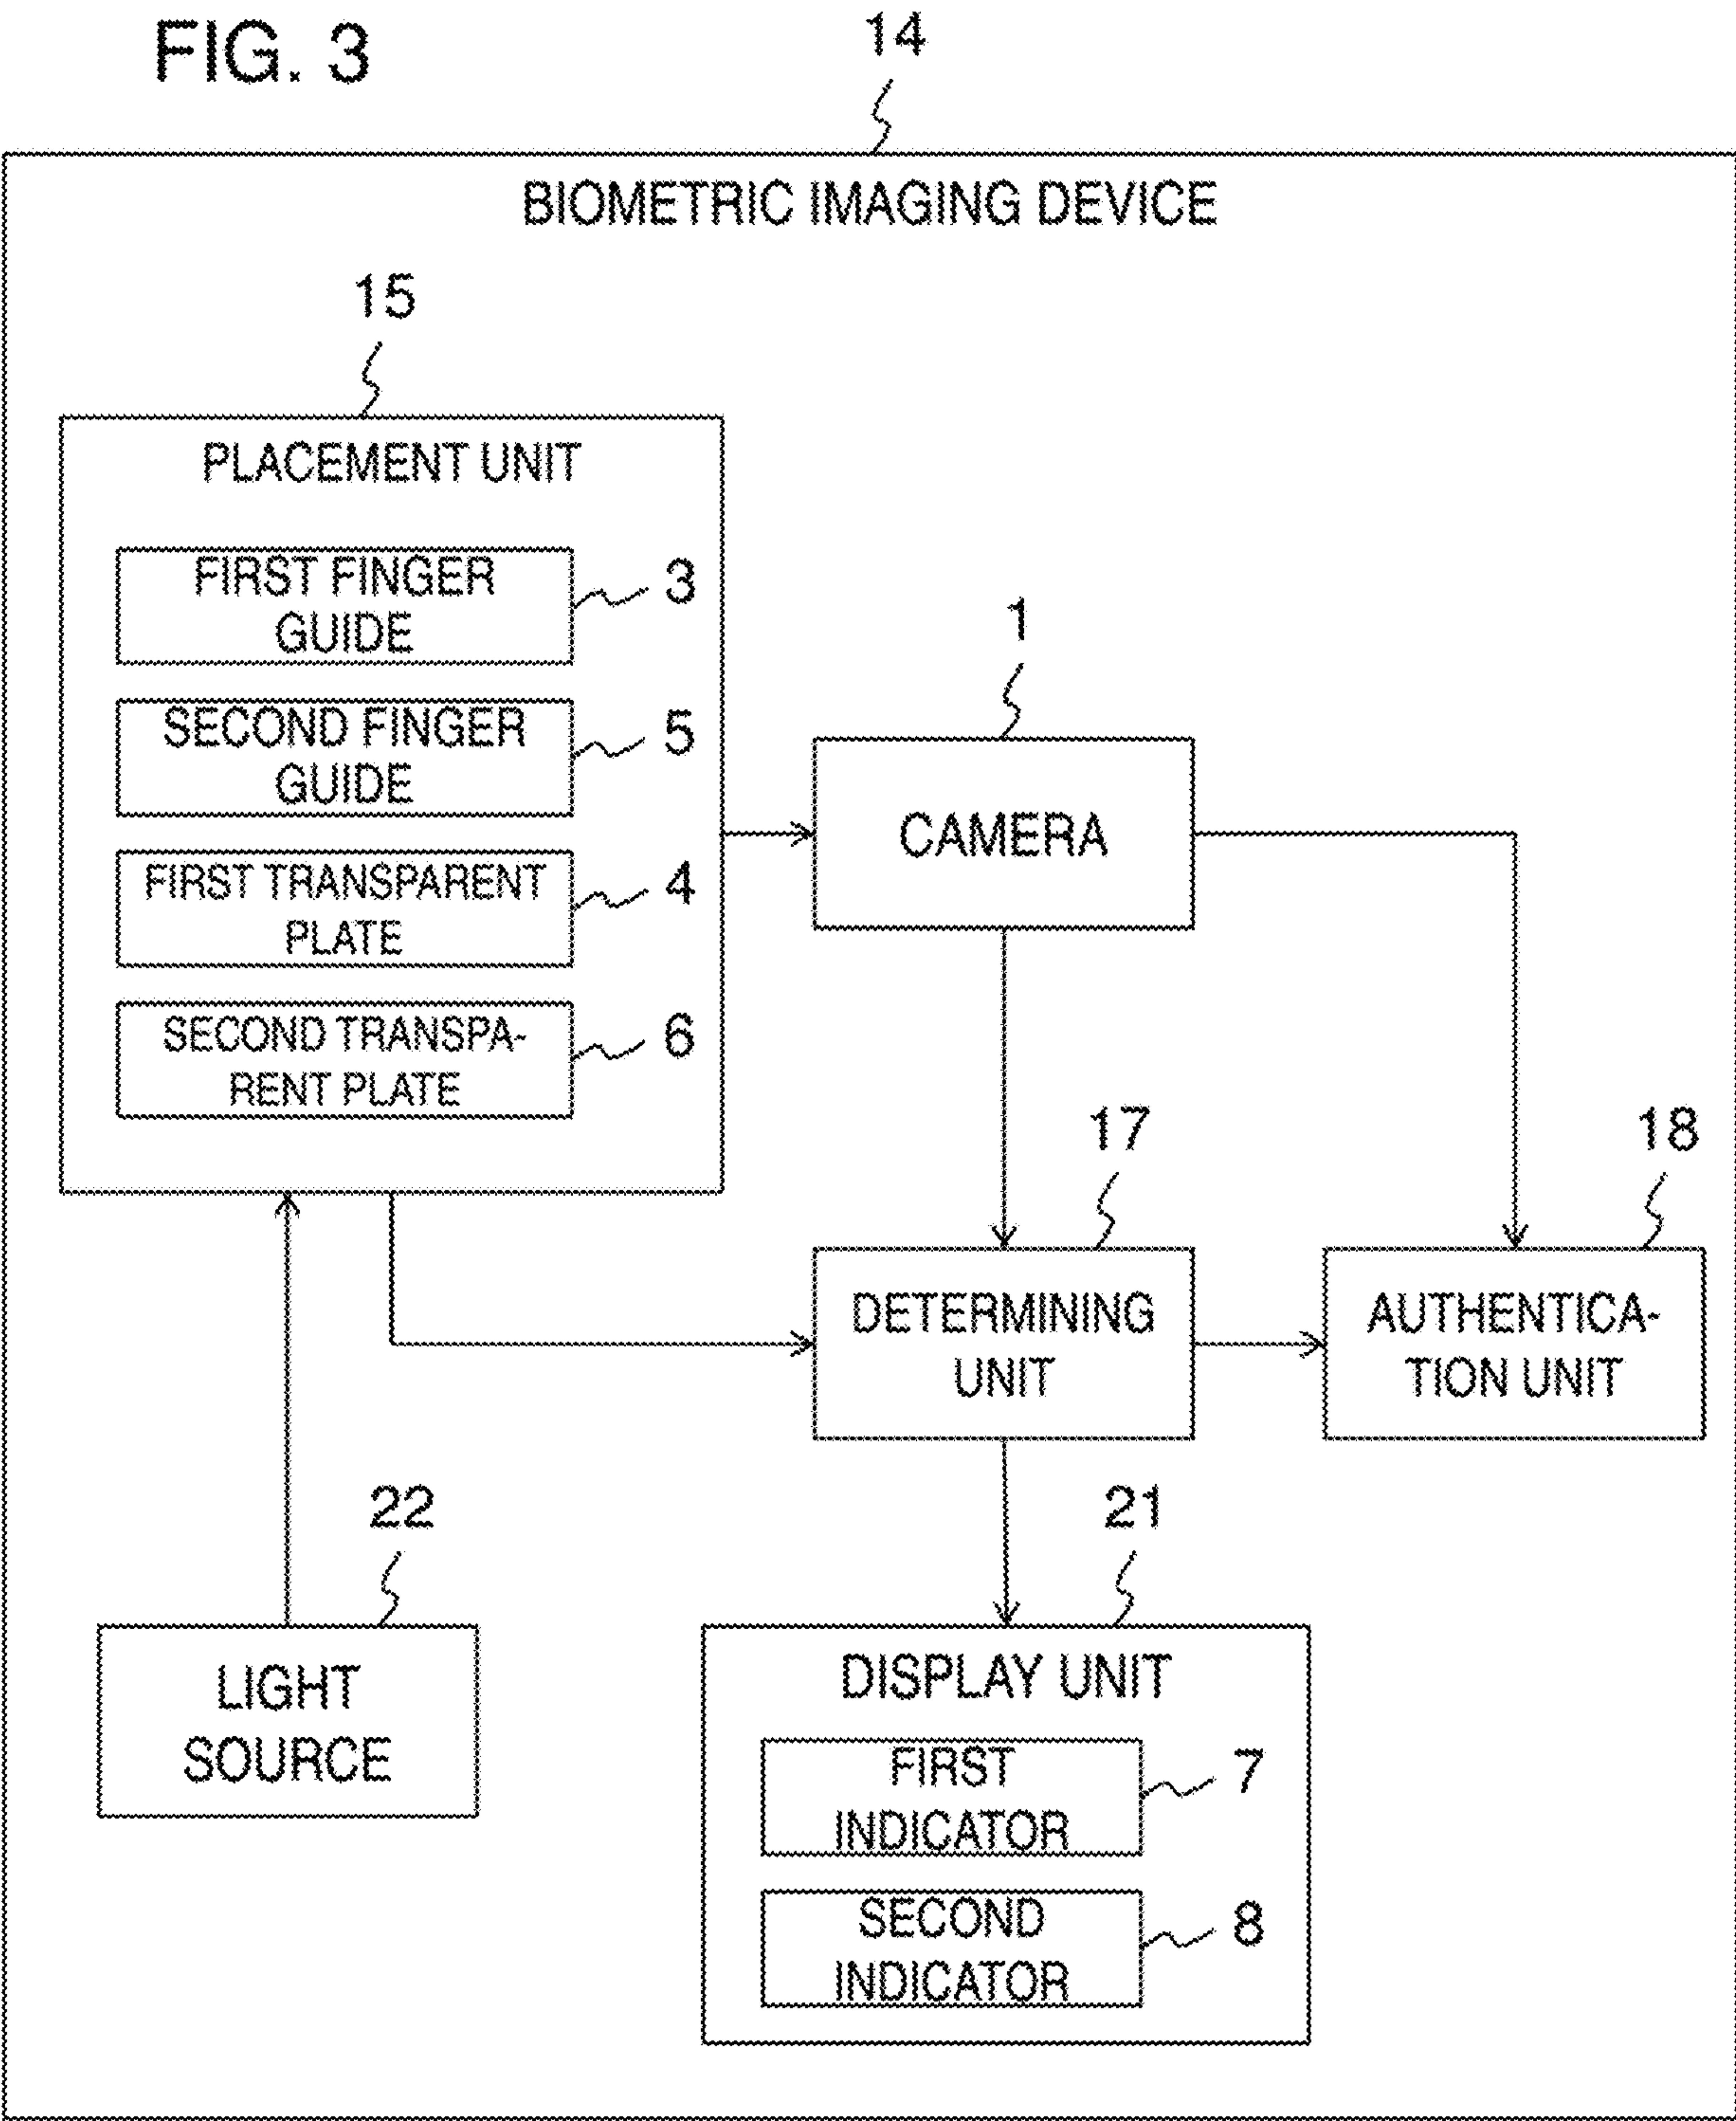 FIG. 3
14
BIOMETRIC IMAGING DEVICE
15
PLACEMENT UNIT
FIRST FINGER
GUIDE
3
SECOND FINGER
GUIDE
5
FIRST TRANSPARENT
PLATE
4
SECOND TRANSPA-
RENT PLATE
6
1
CAMERA
17
DETERMINING
UNIT
18
AUTHENTICA-
TION UNIT
22
LIGHT
SOURCE
21
DISPLAY UNIT
FIRST
INDICATOR
7
SECOND
INDICATOR
8